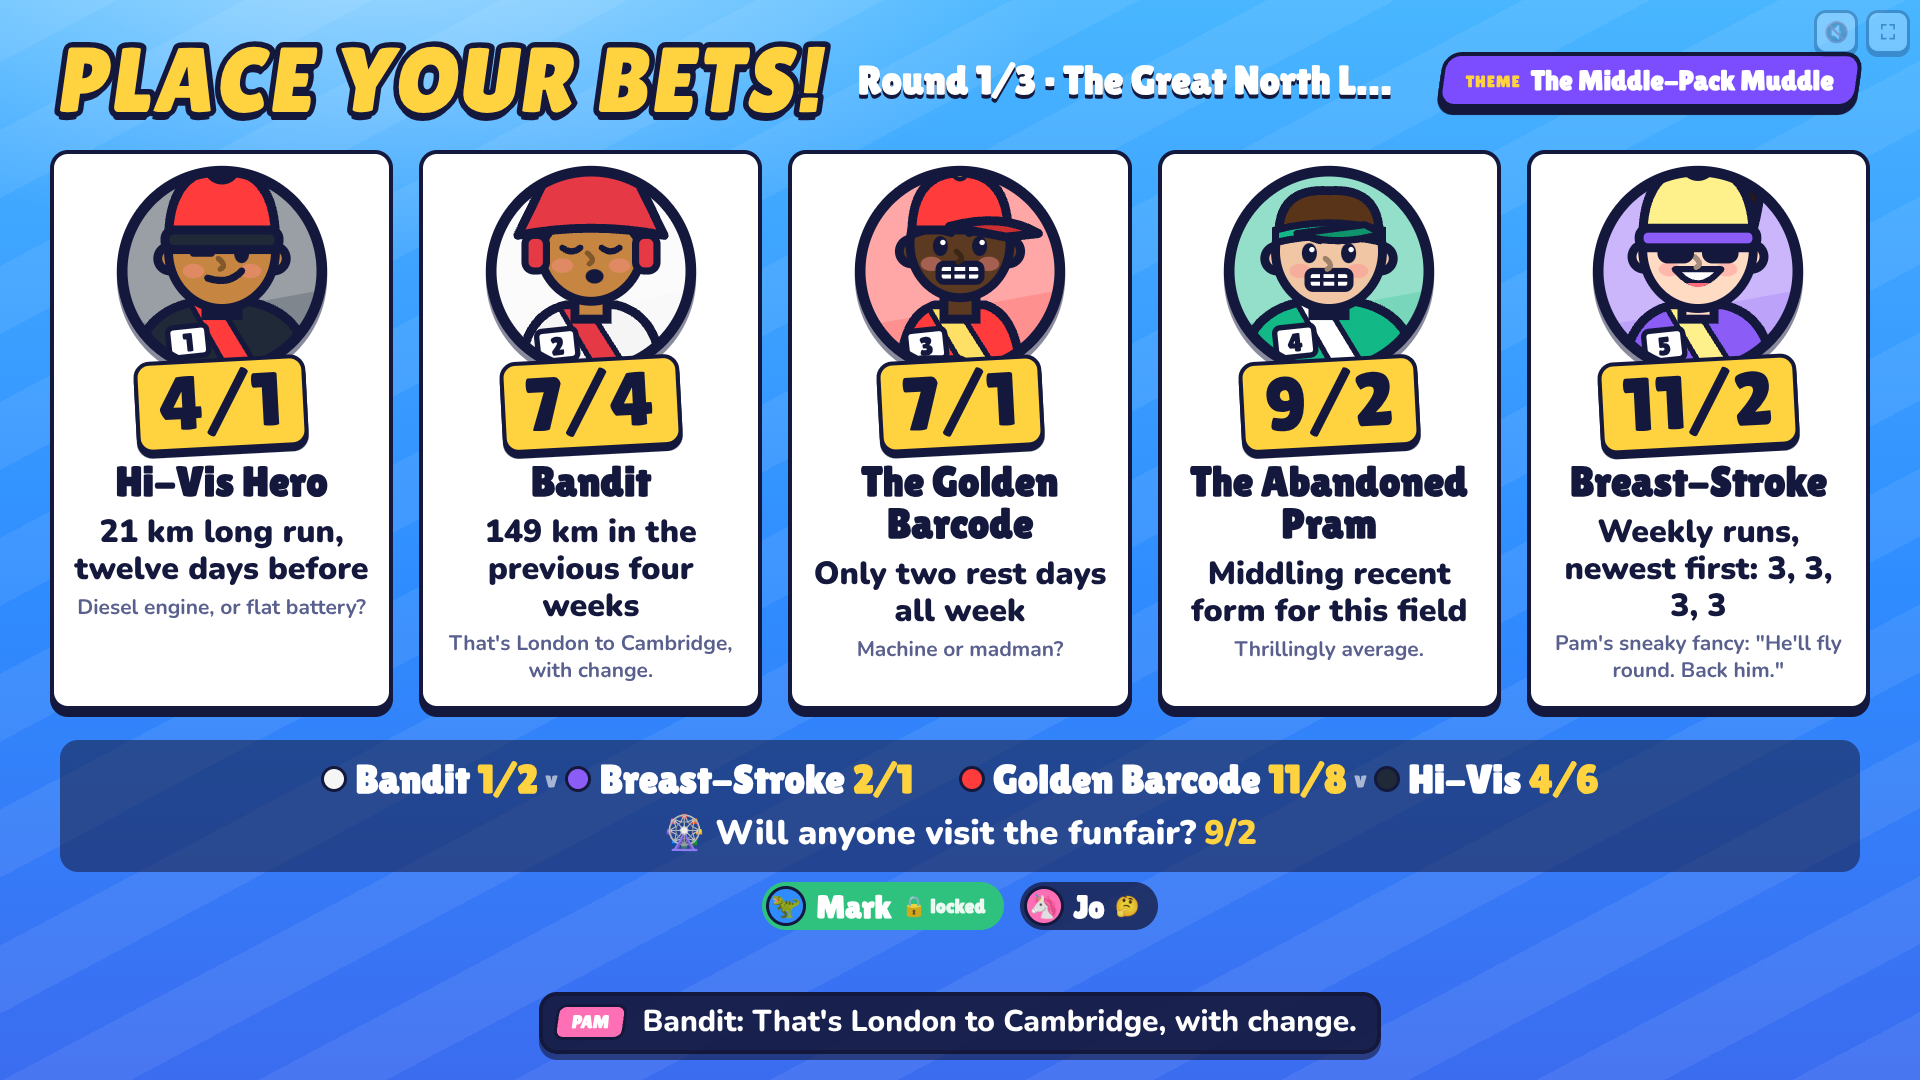 PLACE YOUR BETS!
Round 1/3 · The Great North L...
THEME The Middle-Pack Muddle
1
4/1
Hi-Vis Hero
21 km long run,
twelve days before
Diesel engine, or flat battery?
2
7/4
Bandit
149 km in the
previous four
weeks
That's London to Cambridge,
with change.
3
7/1
The Golden
Barcode
Only two rest days
all week
Machine or madman?
4
9/2
The Abandoned
Pram
Middling recent
form for this field
Thrillingly average.
5
11/2
Breast-Stroke
Weekly runs,
newest first: 3, 3,
3, 3
Pam's sneaky fancy: "He'll fly
round. Back him."
Bandit 1/2 v Breast-Stroke 2/1
Golden Barcode 11/8 v Hi-Vis 4/6
Will anyone visit the funfair? 9/2
Mark locked
Jo
PAM Bandit: That's London to Cambridge, with change.